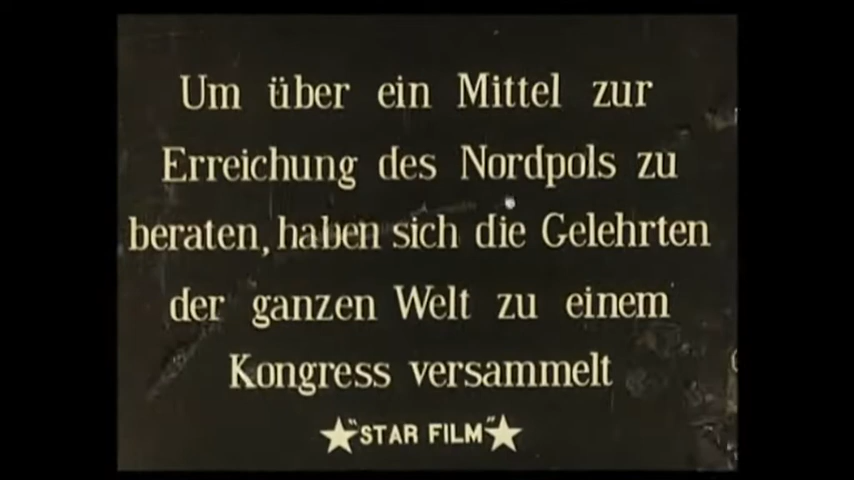 Um über ein Mittel zur
Erreichung des Nordpols zu
beraten, haben sich die Gelehrten
der ganzen Welt zu einem
Kongress versammelt
★"STAR FILM"★